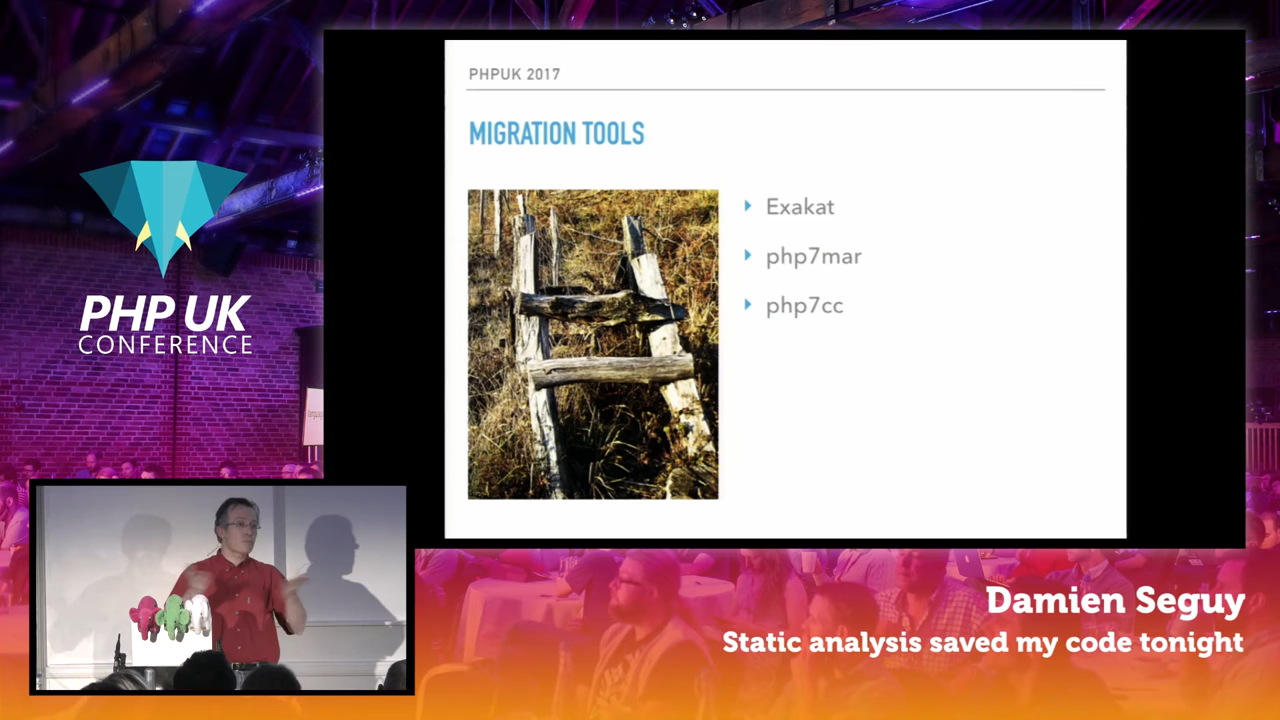 PHPUK 2017
MIGRATION TOOLS
Exakat
php7mar
php7cc
PHP UK
CONFERENCE
Damien Seguy
Static analysis saved my code tonight